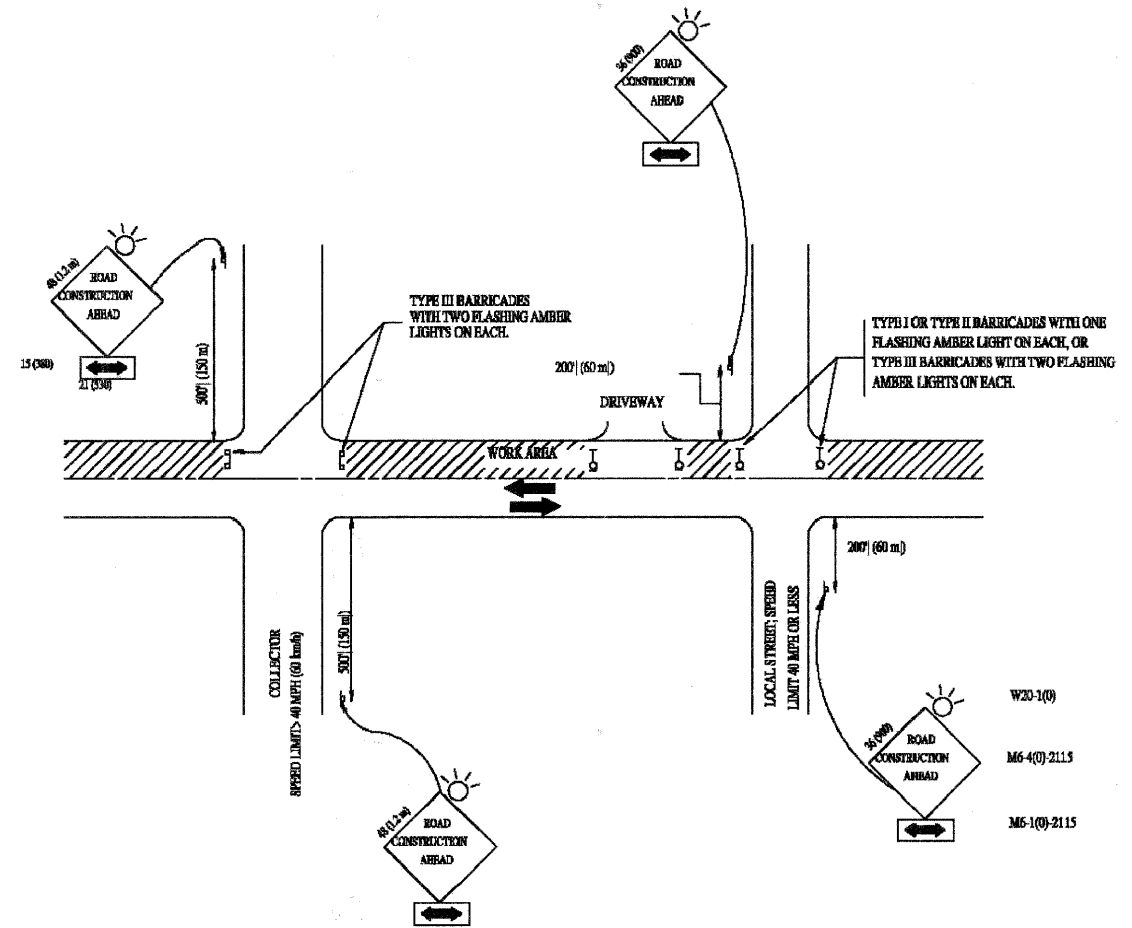 36 (900)
ROAD
CONSTRUCTION
AHEAD
48 (1.2 m)
ROAD
CONSTRUCTION
AHEAD
15 (380)
21 (530)
500'| (150 m|)
TYPE III BARRICADES
WITH TWO FLASHING AMBER
LIGHTS ON EACH.
200'| (60 m|)
DRIVEWAY
TYPE I OR TYPE II BARRICADES WITH ONE
FLASHING AMBER LIGHT ON EACH, OR
TYPE III BARRICADES WITH TWO FLASHING
AMBER LIGHTS ON EACH.
WORK AREA
200'| (60 m|)
COLLECTOR
SPEED LIMIT> 40 MPH (60 km/h)
500'| (150 m|)
LOCAL STREET; SPEED
LIMIT 40 MPH OR LESS
36 (900)
ROAD
CONSTRUCTION
AHEAD
W20-1(0)
M6-4(0)-2115
M6-1(0)-2115
48 (1.2 m)
ROAD
CONSTRUCTION
AHEAD